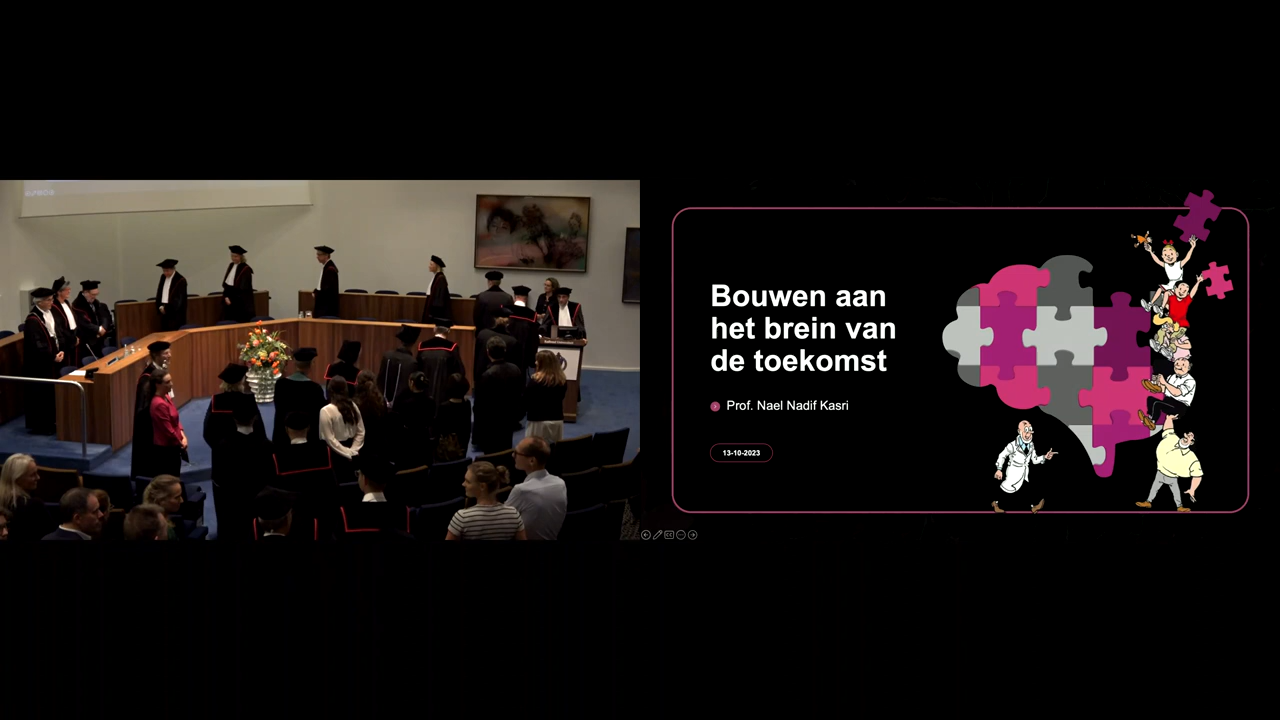 Bouwen aan
het brein van
de toekomst
Prof. Nael Nadif Kasri
13-10-2023